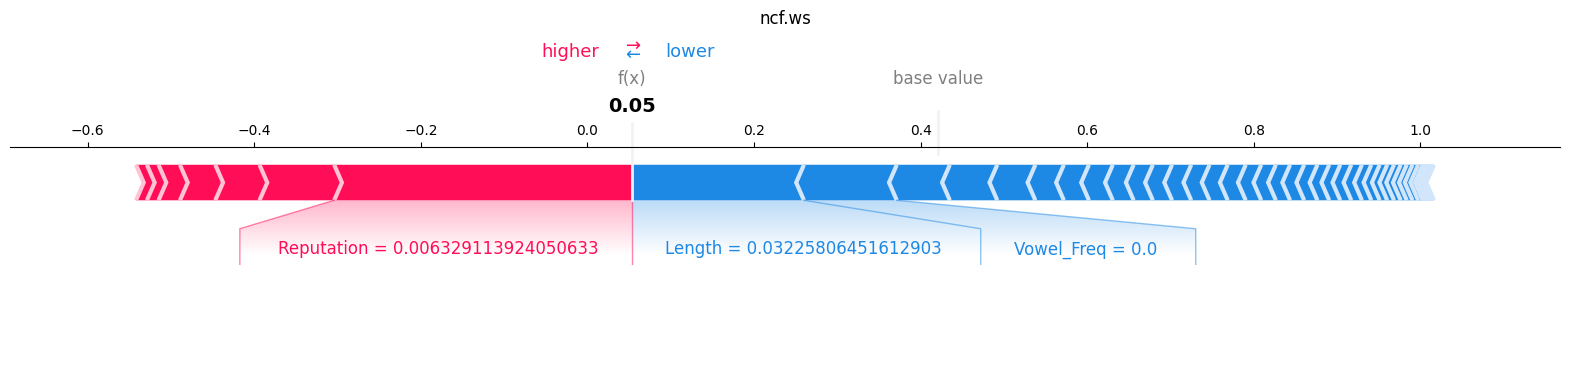 ncf.ws
higher ⇄ lower
f(x) base value
0.05
−0.6 −0.4 −0.2 0.0 0.2 0.4 0.6 0.8 1.0
Reputation = 0.006329113924050633 Length = 0.03225806451612903 Vowel_Freq = 0.0